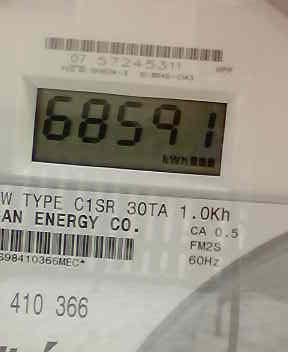 07 57245311
68591
kWh
W TYPE C1SR 30TA 1.0Kh
AN ENERGY CO.
CA 0.5
FM2S
60Hz
698410366MEC*
410 366